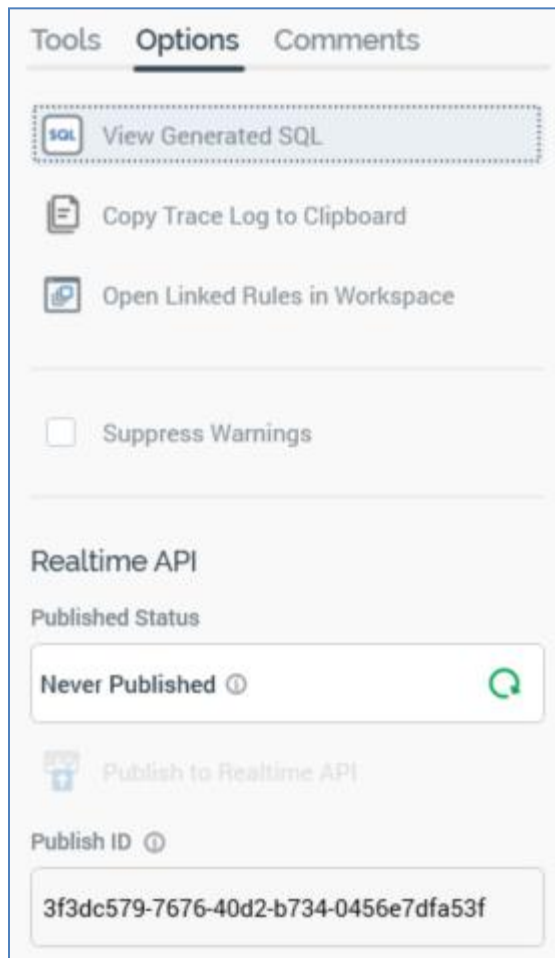 Tools Options Comments
SQL View Generated SQL
Copy Trace Log to Clipboard
Open Linked Rules in Workspace
Suppress Warnings
Realtime API
Published Status
Never Published
Publish to Realtime API
Publish ID
3f3dc579-7676-40d2-b734-0456e7dfa53f